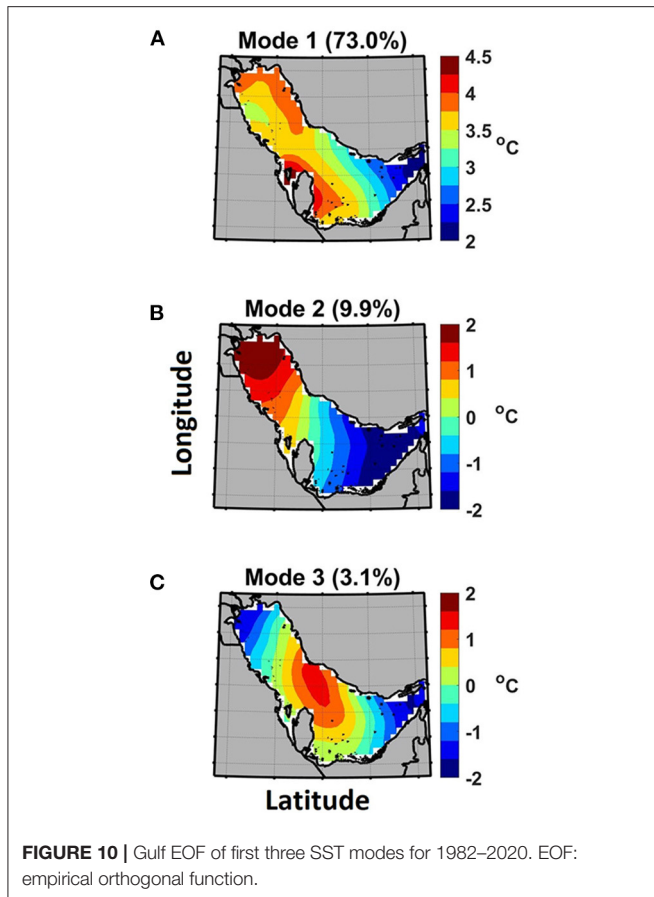 A
Mode 1 (73.0%)
4.5
4
3.5
3
2.5
2
°C
B
Mode 2 (9.9%)
2
1
0
-1
-2
°C
Longitude
C
Mode 3 (3.1%)
2
1
0
-1
-2
°C
Latitude
FIGURE 10 | Gulf EOF of first three SST modes for 1982–2020. EOF:
empirical orthogonal function.